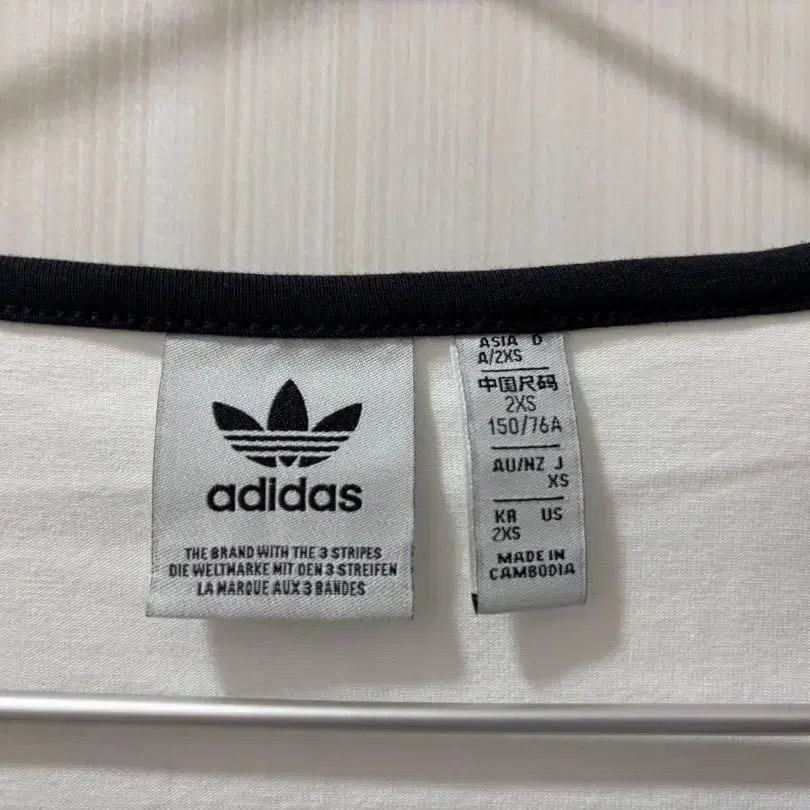 adidas
THE BRAND WITH THE 3 STRIPES
DIE WELTMARKE MIT DEN 3 STREIFEN
LA MARQUE AUX 3 BANDES
ASIA D
A/2XS
中国尺码
2XS
150/76A
AU/NZ J
XS
KR US
2XS
MADE IN
CAMBODIA